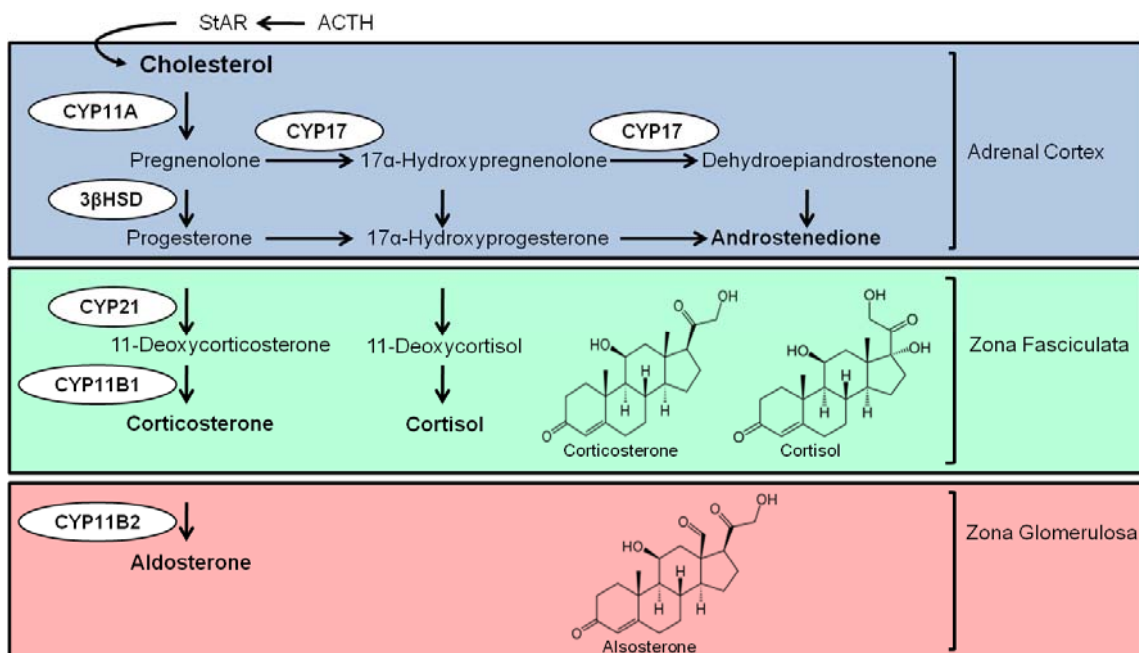 StAR ACTH
Cholesterol
CYP11A
CYP17 CYP17
Pregnenolone 17α-Hydroxypregnenolone Dehydroepiandrostenone
Adrenal Cortex
3βHSD
Progesterone 17α-Hydroxyprogesterone Androstenedione
CYP21
11-Deoxycorticosterone 11-Deoxycortisol
CYP11B1
Corticosterone Cortisol
O OH
HO
H
H H
O
Corticosterone
OH
O
HO OH
H
H H
O
Cortisol
Zona Fasciculata
CYP11B2
Aldosterone
O O OH
HO
H
H H
O
Alsosterone
Zona Glomerulosa